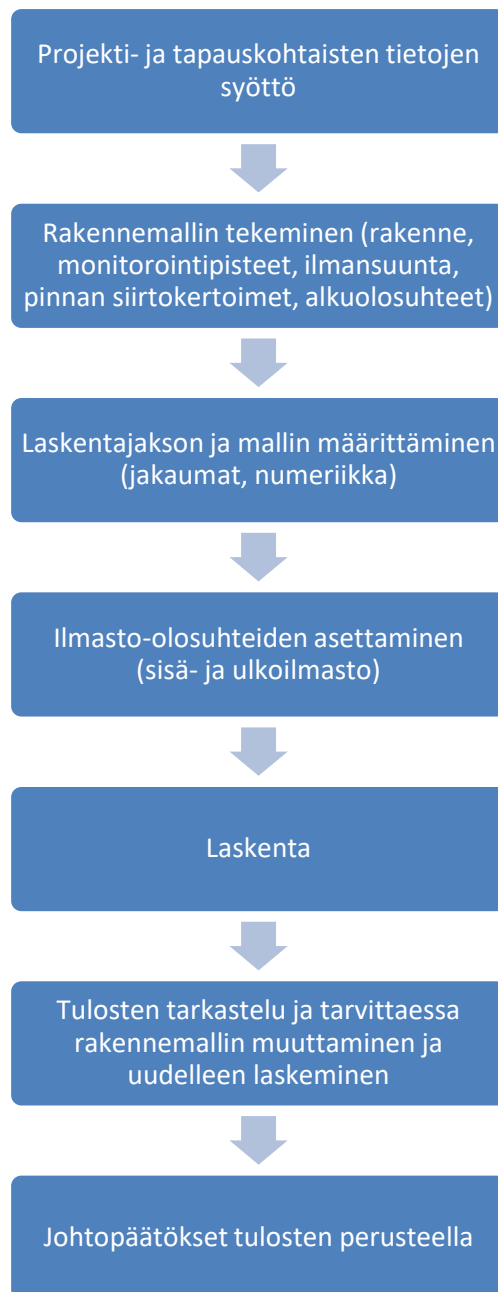 Projekti- ja tapauskohtaisten tietojen
syöttö
Rakennemallin tekeminen (rakenne,
monitorointipisteet, ilmansuunta,
pinnan siirtokertoimet, alkuolosuhteet)
Laskentajakson ja mallin määrittäminen
(jakaumat, numeriikka)
Ilmasto-olosuhteiden asettaminen
(sisä- ja ulkoilmasto)
Laskenta
Tulosten tarkastelu ja tarvittaessa
rakennemallin muuttaminen ja
uudelleen laskeminen
Johtopäätökset tulosten perusteella